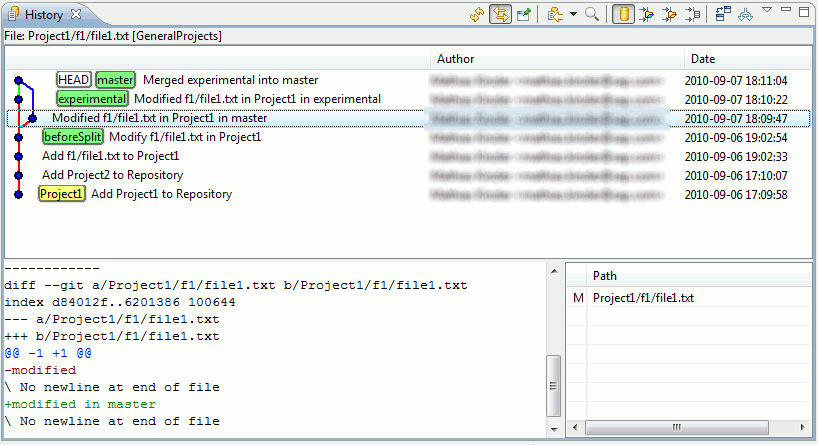 History
File: Project1/f1/file1.txt [GeneralProjects]
Author Date
HEAD master Merged experimental into master 2010-09-07 18:11:04
experimental Modified f1/file1.txt in Project1 in experimental 2010-09-07 18:10:22
Modified f1/file1.txt in Project1 in master 2010-09-07 18:09:47
beforeSplit Modify f1/file1.txt in Project1 2010-09-06 19:02:54
Add f1/file1.txt to Project1 2010-09-06 19:02:33
Add Project2 to Repository 2010-09-06 17:10:07
Project1 Add Project1 to Repository 2010-09-06 17:09:58
------------
diff --git a/Project1/f1/file1.txt b/Project1/f1/file1.txt
index d84012f..6201386 100644
--- a/Project1/f1/file1.txt
+++ b/Project1/f1/file1.txt
@@ -1 +1 @@
-modified
\ No newline at end of file
+modified in master
\ No newline at end of file
Path
M Project1/f1/file1.txt